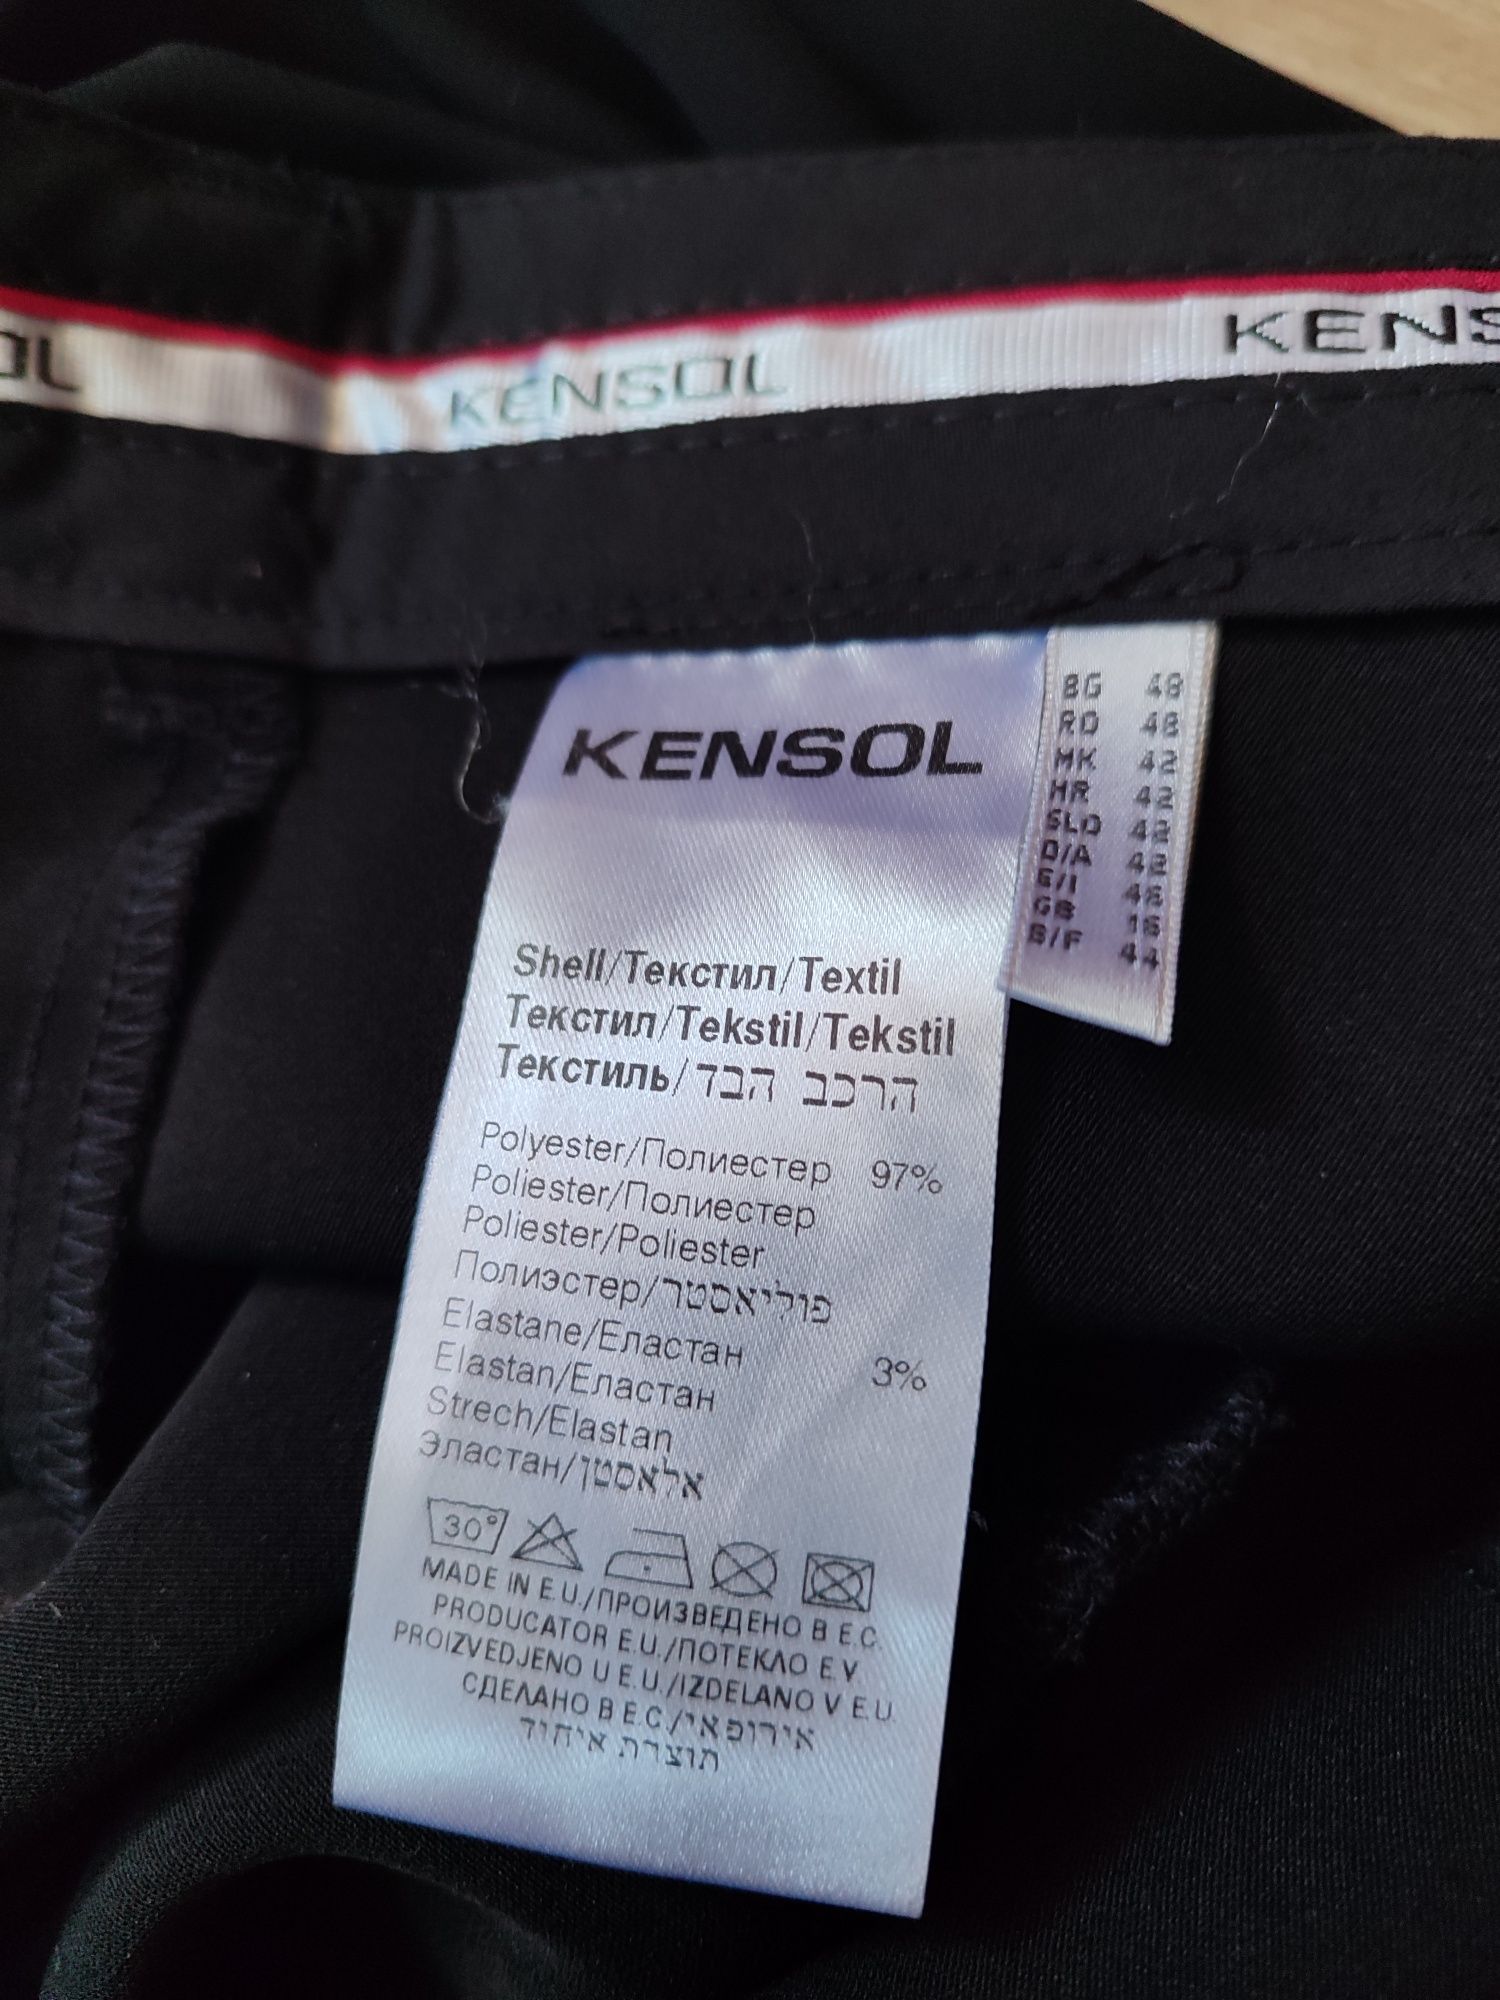 OL KENSOL KENS
KENSOL
BG 48
RO 48
MK 42
HR 42
SLO 42
D/A 42
E/I 48
GB 16
B/F 44
Shell/Текстил/Textil
Текстил/Tekstil/Tekstil
Текстиль/הרכב הבד
Polyester/Полиестер 97%
Poliester/Полиестер
Poliester/Poliester
Полиэстер/פוליאסטר
Elastane/Еластан 3%
Elastan/Еластан
Strech/Elastan
Эластан/אלאסטן
30°
MADE IN E.U./ПРОИЗВЕДЕНО В Е.С.
PRODUCATOR E.U./ПОТЕКЛО E.V.
PROIZVEDJENO U E.U./IZDELANO V E.U.
СДЕЛАНО В Е.С./אירופאי
תוצרת איחוד